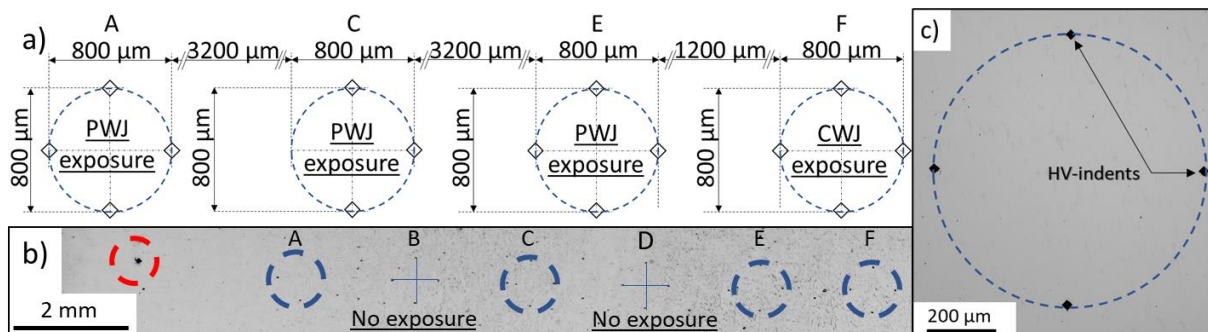 a)
A
C
E
F
800 µm
3200 µm
800 µm
3200 µm
800 µm
1200 µm
800 µm
800 µm
PWJ
exposure
800 µm
PWJ
exposure
800 µm
PWJ
exposure
800 µm
CWJ
exposure
b)
A
B
C
D
E
F
No exposure
No exposure
2 mm
c)
HV-indents
200 µm